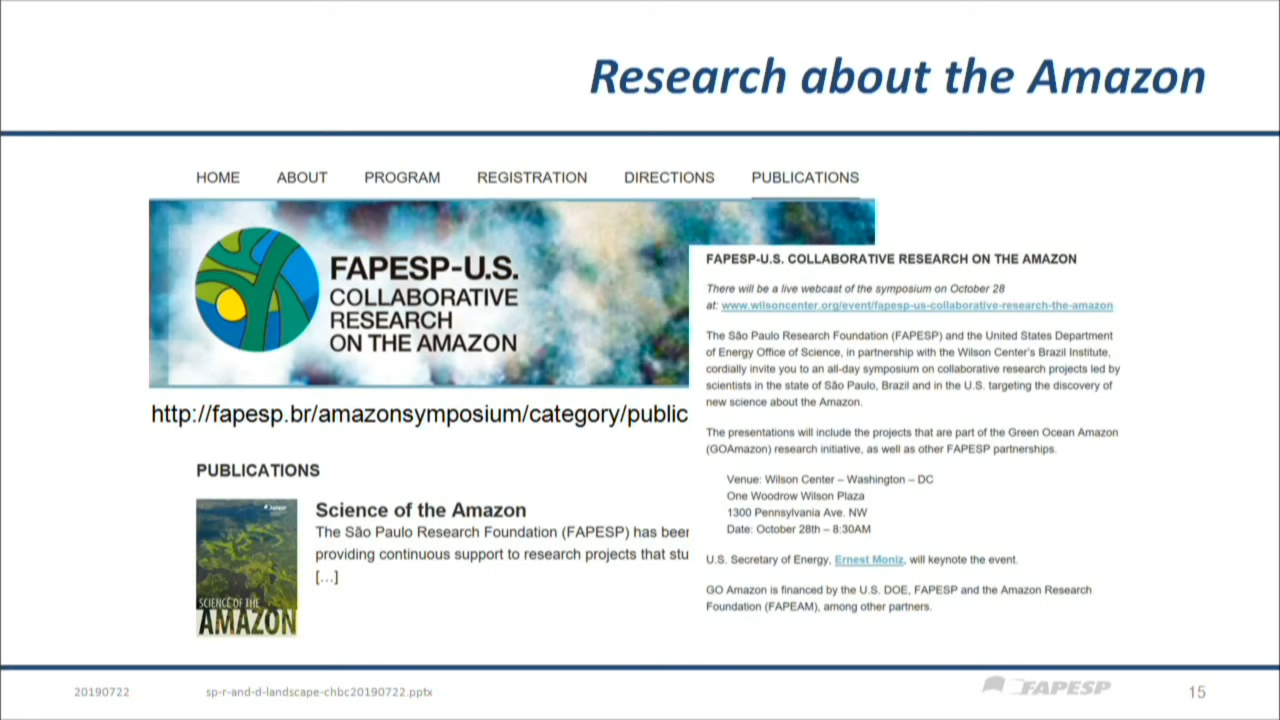 Research about the Amazon
HOME ABOUT PROGRAM REGISTRATION DIRECTIONS PUBLICATIONS
FAPESP-U.S.
COLLABORATIVE
RESEARCH
ON THE AMAZON
http://fapesp.br/amazonsymposium/category/public
PUBLICATIONS
SCIENCE OF THE
AMAZON
Science of the Amazon
The São Paulo Research Foundation (FAPESP) has been
providing continuous support to research projects that stu
[...]
FAPESP-U.S. COLLABORATIVE RESEARCH ON THE AMAZON
There will be a live webcast of the symposium on October 28
at: www.wilsoncenter.org/event/fapesp-us-collaborative-research-the-amazon
The São Paulo Research Foundation (FAPESP) and the United States Department
of Energy Office of Science, in partnership with the Wilson Center's Brazil Institute,
cordially invite you to an all-day symposium on collaborative research projects led by
scientists in the state of São Paulo, Brazil and in the U.S. targeting the discovery of
new science about the Amazon.
The presentations will include the projects that are part of the Green Ocean Amazon
(GOAmazon) research initiative, as well as other FAPESP partnerships.
Venue: Wilson Center – Washington – DC
One Woodrow Wilson Plaza
1300 Pennsylvania Ave. NW
Date: October 28th – 8:30AM
U.S. Secretary of Energy, Ernest Moniz, will keynote the event.
GO Amazon is financed by the U.S. DOE, FAPESP and the Amazon Research
Foundation (FAPEAM), among other partners.
20190722 sp-r-and-d-landscape-chbc20190722.pptx FAPESP 15